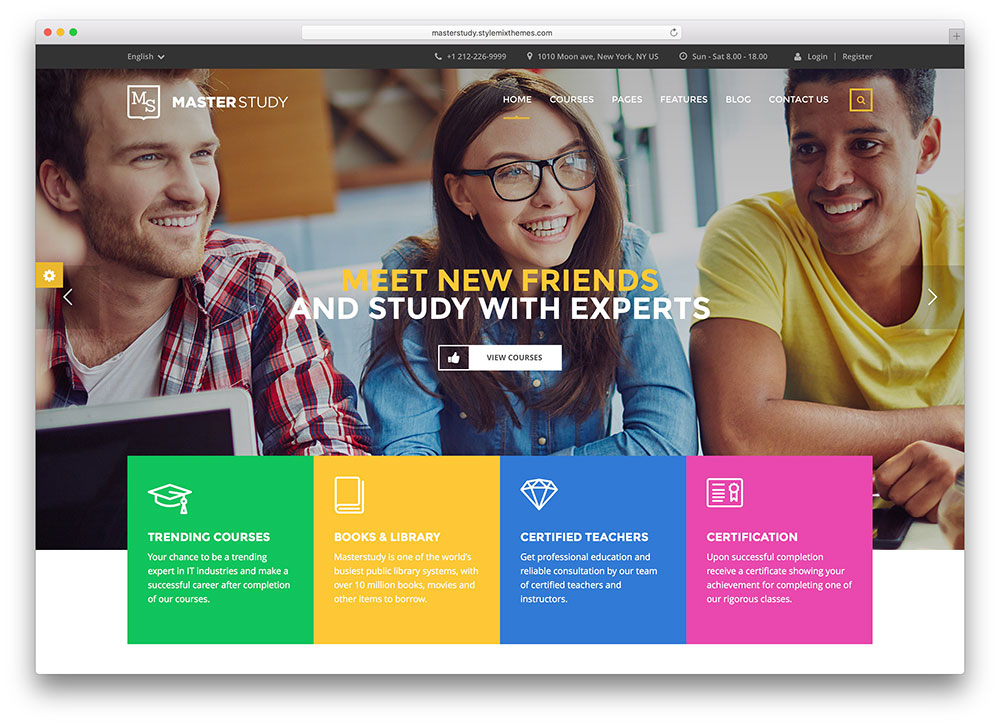 masterstudy.stylemixthemes.com
English
+1 212-226-9999
1010 Moon ave, New York, NY US
Sun - Sat 8.00 - 18.00
Login | Register
MS
MASTERSTUDY
HOME
COURSES
PAGES
FEATURES
BLOG
CONTACT US
MEET NEW FRIENDS
AND STUDY WITH EXPERTS
VIEW COURSES
TRENDING COURSES
Your chance to be a trending
expert in IT industries and make a
successful career after completion
of our courses.
BOOKS & LIBRARY
Masterstudy is one of the world's
busiest public library systems, with
over 10 million books, movies and
other items to borrow.
CERTIFIED TEACHERS
Get professional education and
reliable consultation by our team
of certified teachers and
instructors.
CERTIFICATION
Upon successful completion
receive a certificate showing your
achievement for completing one of
our rigorous classes.